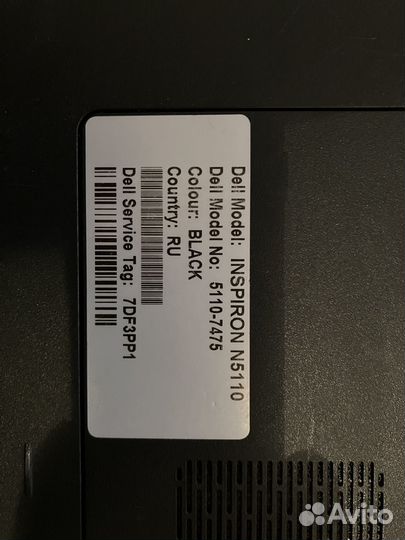 Dell Model: INSPIRON N5110
Dell Model No: 5110-7475
Colour: BLACK
Country: RU
Dell Service Tag: 7DF3PP1
Avito